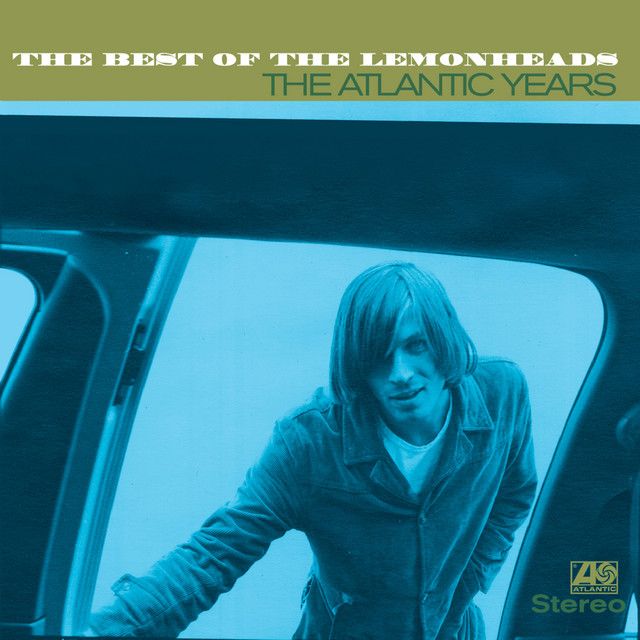 THE BEST OF THE LEMONHEADS
THE ATLANTIC YEARS
ATLANTIC
Stereo